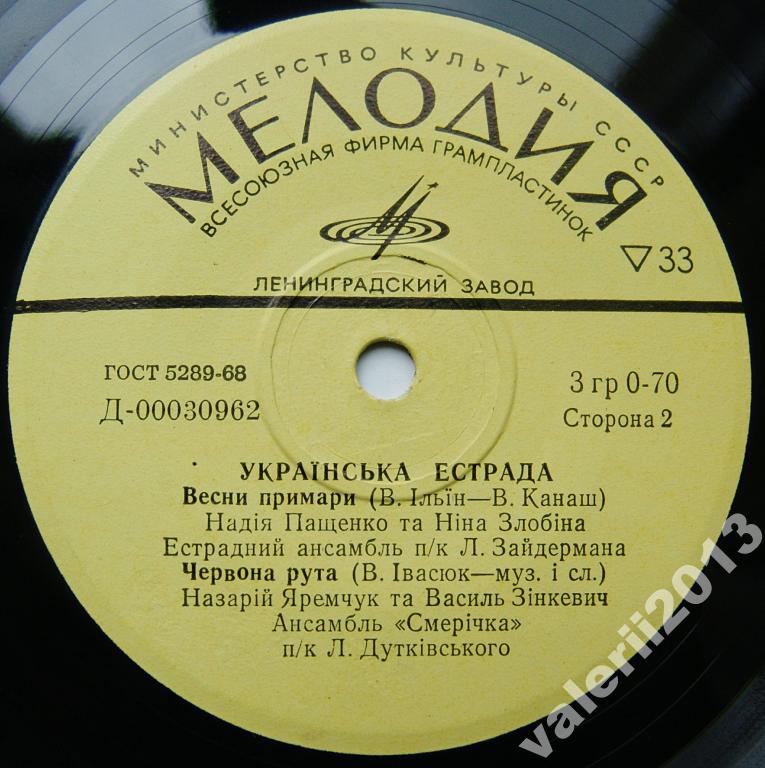 МИНИСТЕРСТВО КУЛЬТУРЫ СССР
МЕЛОДИЯ
ВСЕСОЮЗНАЯ ФИРМА ГРАМПЛАСТИНОК
▽33
ЛЕНИНГРАДСКИЙ ЗАВОД
ГОСТ 5289-68
3 гр 0-70
Д-00030962
Сторона 2
УКРАЇНСЬКА ЕСТРАДА
Весни примари (В. Ільїн—В. Канаш)
Надія Пащенко та Ніна Злобіна
Естрадний ансамбль п/к Л. Зайдермана
Червона рута (В. Івасюк—муз. і сл.)
Назарій Яремчук та Василь Зінкевич
Ансамбль «Смерічка»
п/к Л. Дутківського
valerii2013